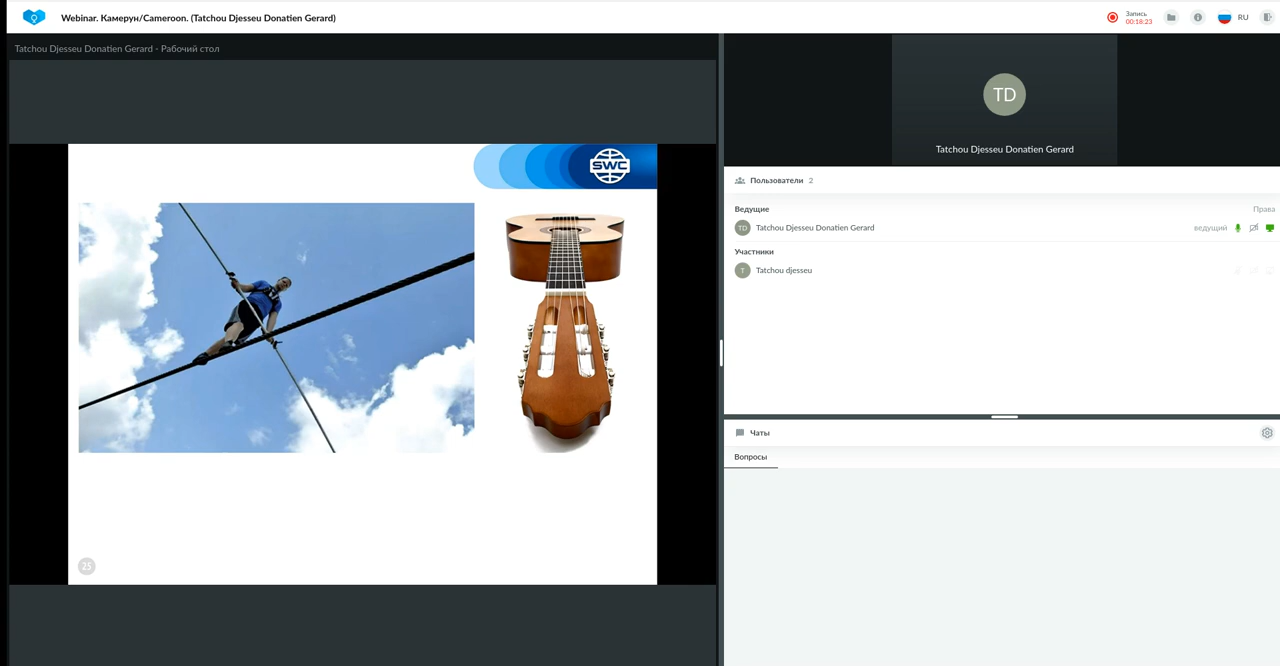 Webinar. Камерун/Cameroon. (Tatchou Djesseu Donatien Gerard)
Запись
00:18:23
RU
Tatchou Djesseu Donatien Gerard - Рабочий стол
SWC
25
TD
Tatchou Djesseu Donatien Gerard
Пользователи 2
Ведущие Права
TD Tatchou Djesseu Donatien Gerard ведущий
Участники
T Tatchou djesseu
Чаты
Вопросы